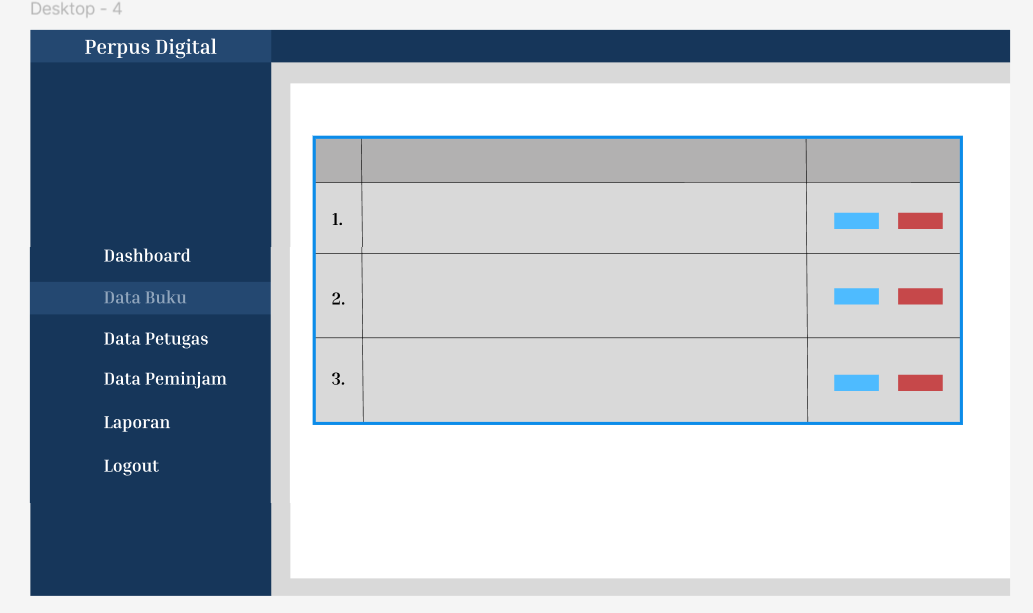 Desktop - 4
Perpus Digital
Dashboard
Data Buku
Data Petugas
Data Peminjam
Laporan
Logout
1.
2.
3.